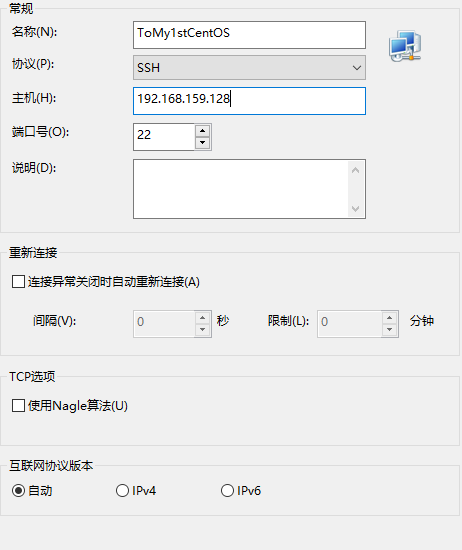 常规
名称(N): ToMy1stCentOS
协议(P): SSH
主机(H): 192.168.159.128
端口号(O): 22
说明(D):
重新连接
连接异常关闭时自动重新连接(A)
间隔(V): 0 秒 限制(L): 0 分钟
TCP选项
使用Nagle算法(U)
互联网协议版本
自动 IPv4 IPv6